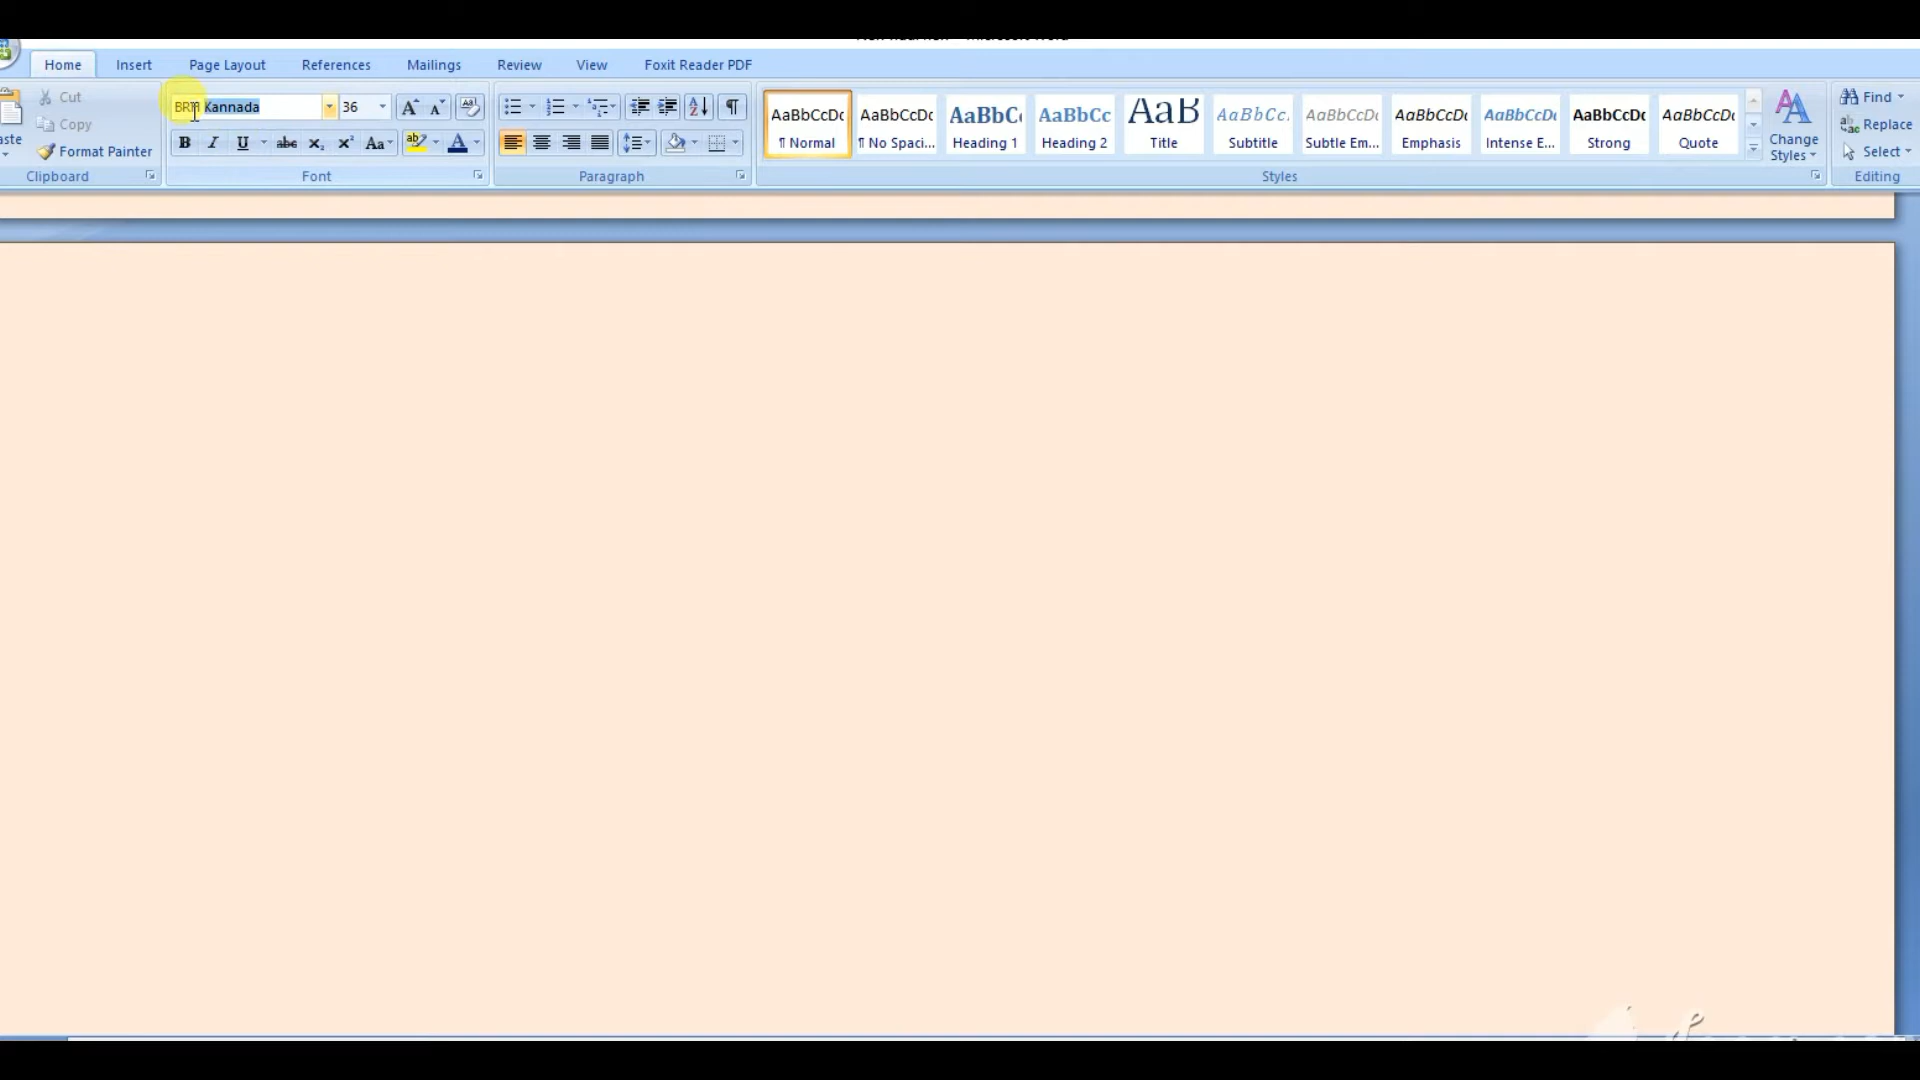 Home Insert Page Layout References Mailings Review View Foxit Reader PDF
Cut
Copy
Format Painter
Clipboard
BRH Kannada 36
Font
Paragraph
AaBbCcDc AaBbCcDc AaBbC AaBbCc AaB AaBbCc. AaBbCcDc AaBbCcDc AaBbCcDc AaBbCcDc AaBbCcDc
¶ Normal ¶ No Spaci... Heading 1 Heading 2 Title Subtitle Subtle Em... Emphasis Intense E... Strong Quote
Change
Styles
Styles
Find
Replace
Select
Editing